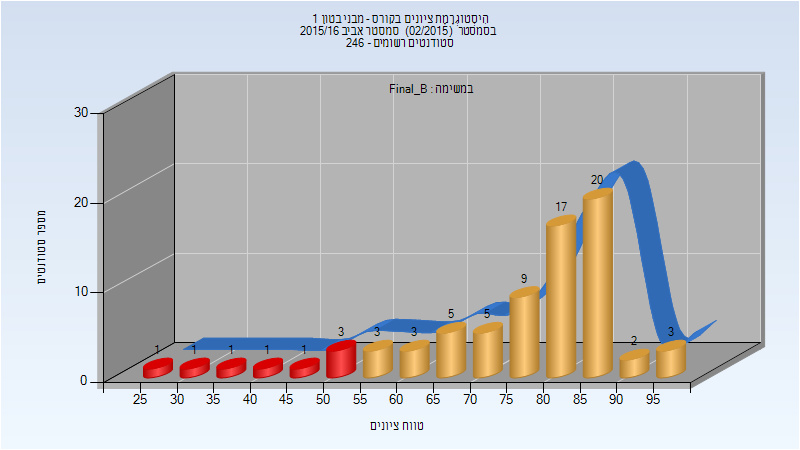 היסטוגרמת ציונים בקורס - מבני בטון 1
בסמסטר (02/2015) סמסטר אביב 2015/16
סטודנטים רשומים - 246
במשימה : Final_B
מספר סטודנטים
30
20
10
0
1 1 1 1 1 3 3 3 5 5 9 17 20 2 3
25 30 35 40 45 50 55 60 65 70 75 80 85 90 95
טווח ציונים